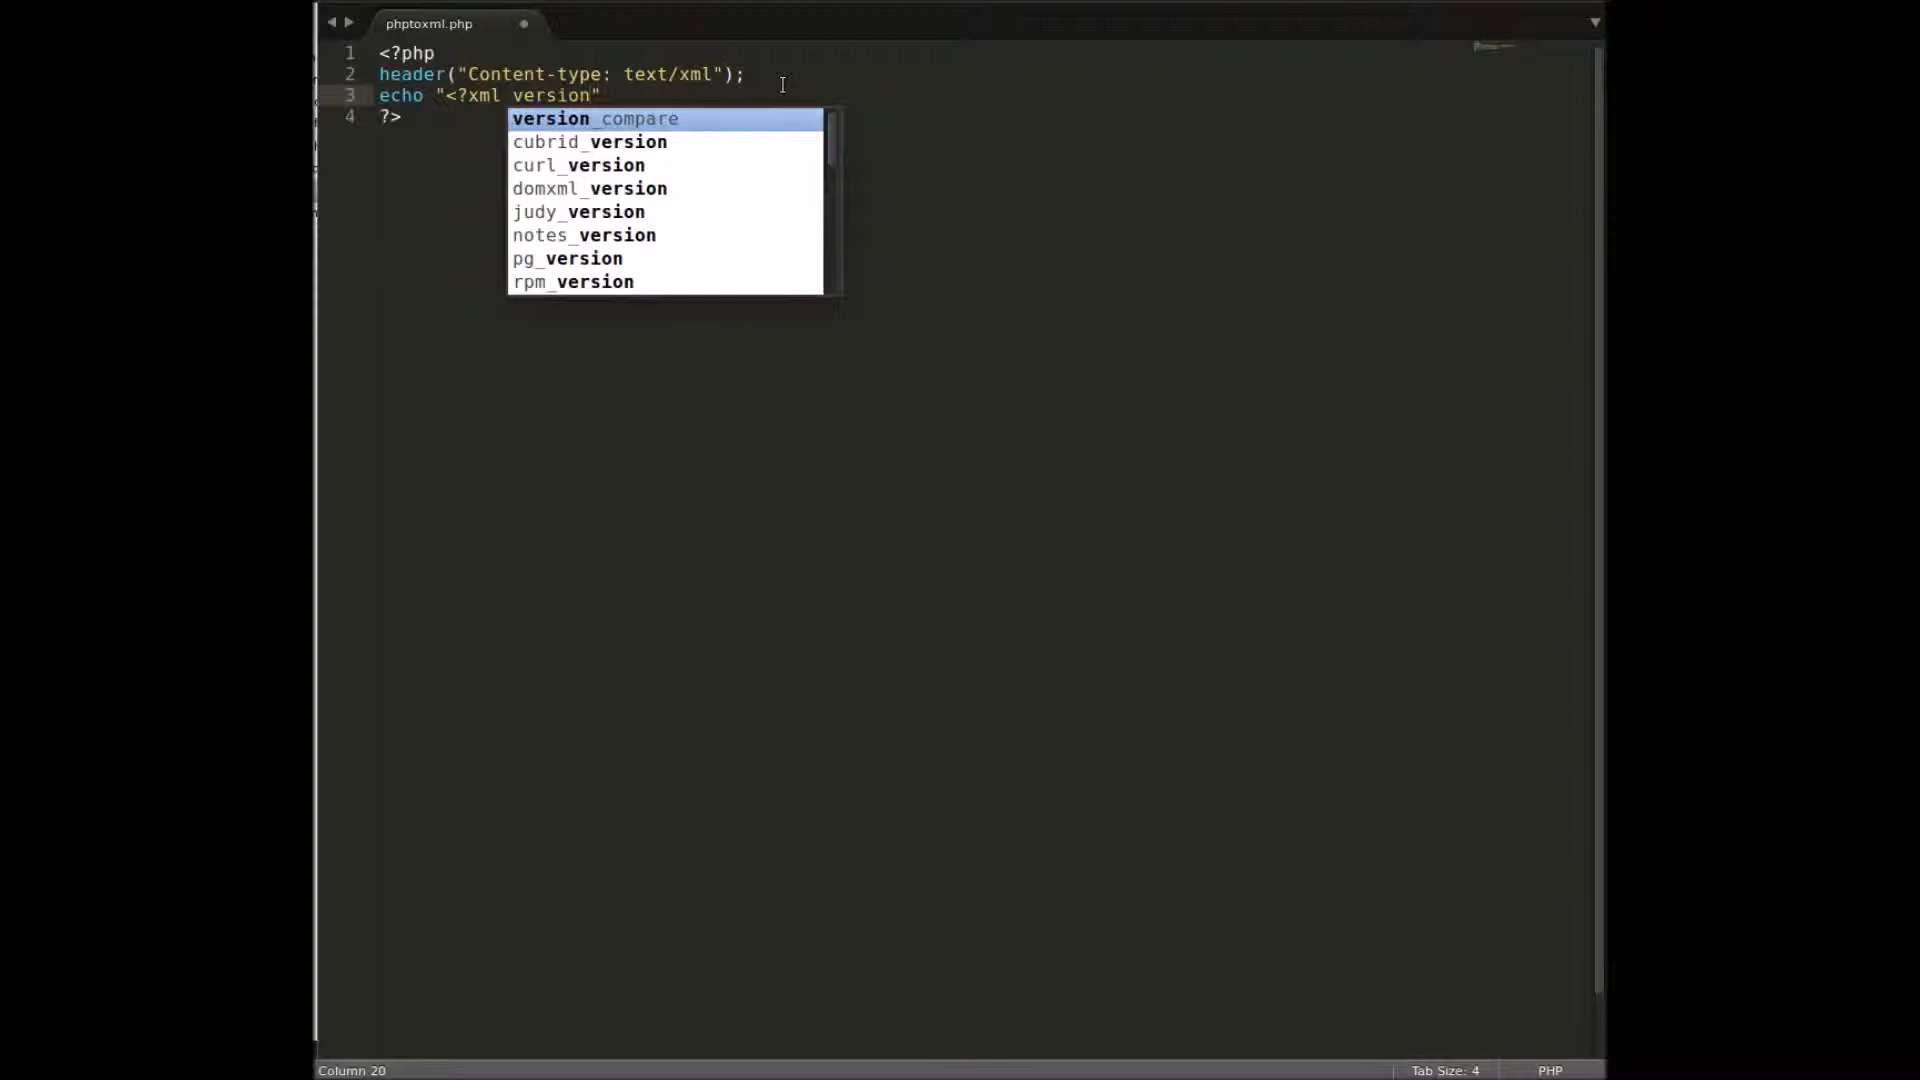 phptoxml.php
1 <?php
2 header("Content-type: text/xml");
3 echo "<?xml version"
4 ?>
version_compare
cubrid_version
curl_version
domxml_version
judy_version
notes_version
pg_version
rpm_version
Column 20 Tab Size: 4 PHP